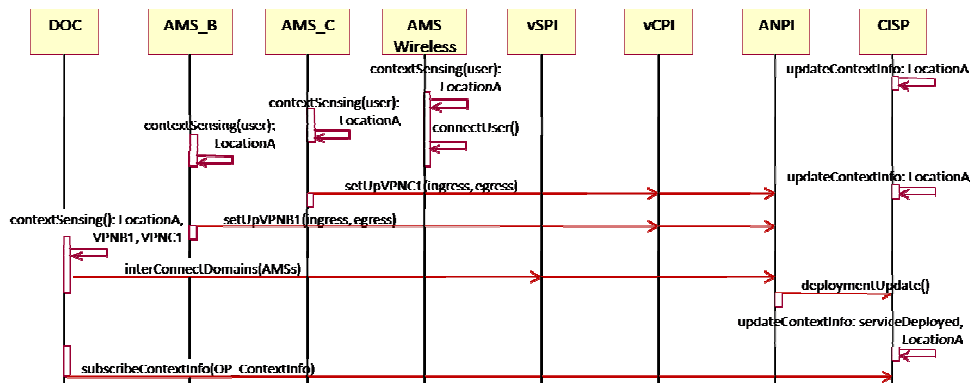 DOC
AMS_B
AMS_C
AMS
Wireless
vSPI
vCPI
ANPI
CISP
contextSensing(user):
LocationA
updateContextInfo: LocationA
contextSensing(user):
LocationA
connectUser()
contextSensing(user):
LocationA
setUpVPNC1(ingress, egress)
updateContextInfo: LocationA
contextSensing(): LocationA,
VPNB1, VPNC1
setUpVPNB1(ingress, egress)
interConnectDomains(AMSs)
deploymentUpdate()
updateContextInfo: serviceDeployed,
LocationA
subscribeContextInfo(OP_ContextInfo)